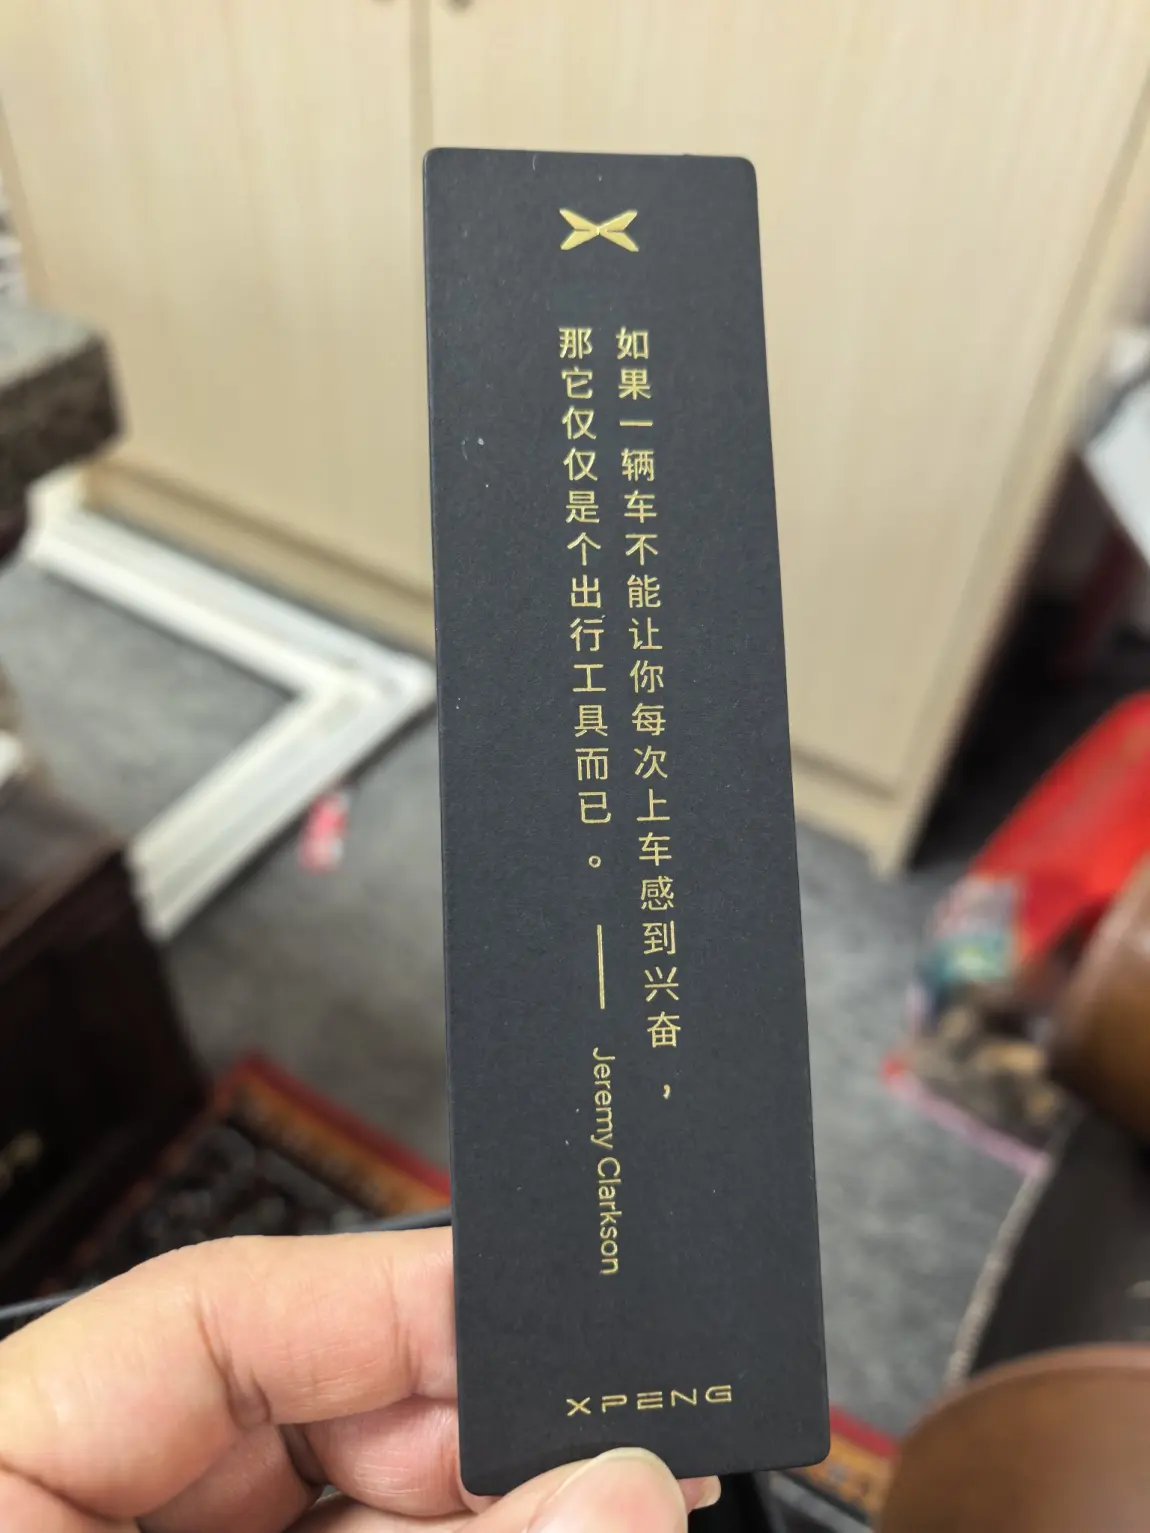 如果一辆车不能让你每次上车感到兴奋，
那它仅仅是个出行工具而已。——Jeremy Clarkson
XPENG